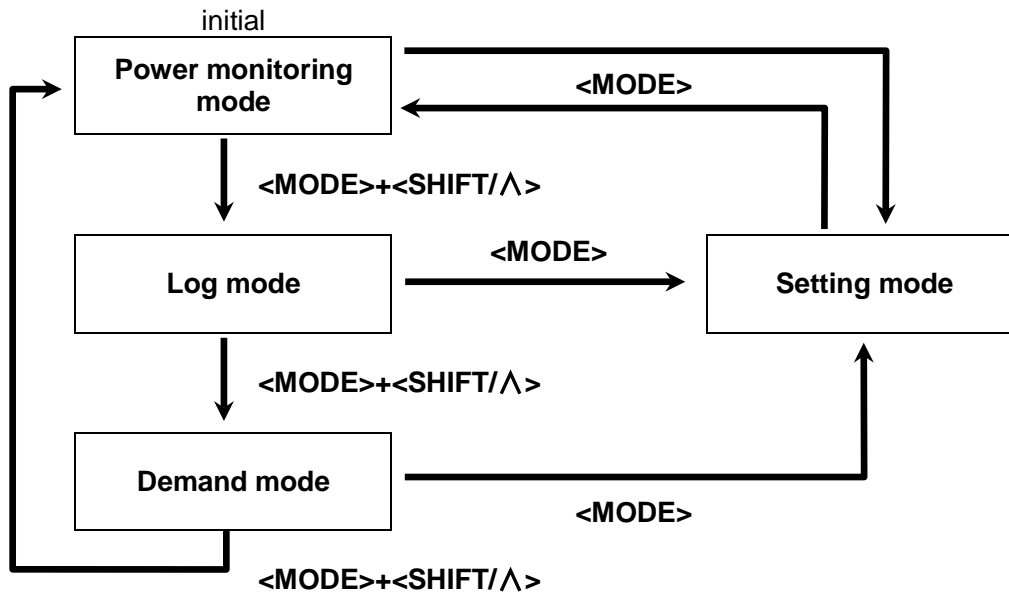 initial
Power monitoring
mode
<MODE>
<MODE>+<SHIFT/∧>
<MODE>
Log mode
Setting mode
<MODE>+<SHIFT/∧>
Demand mode
<MODE>
<MODE>+<SHIFT/∧>